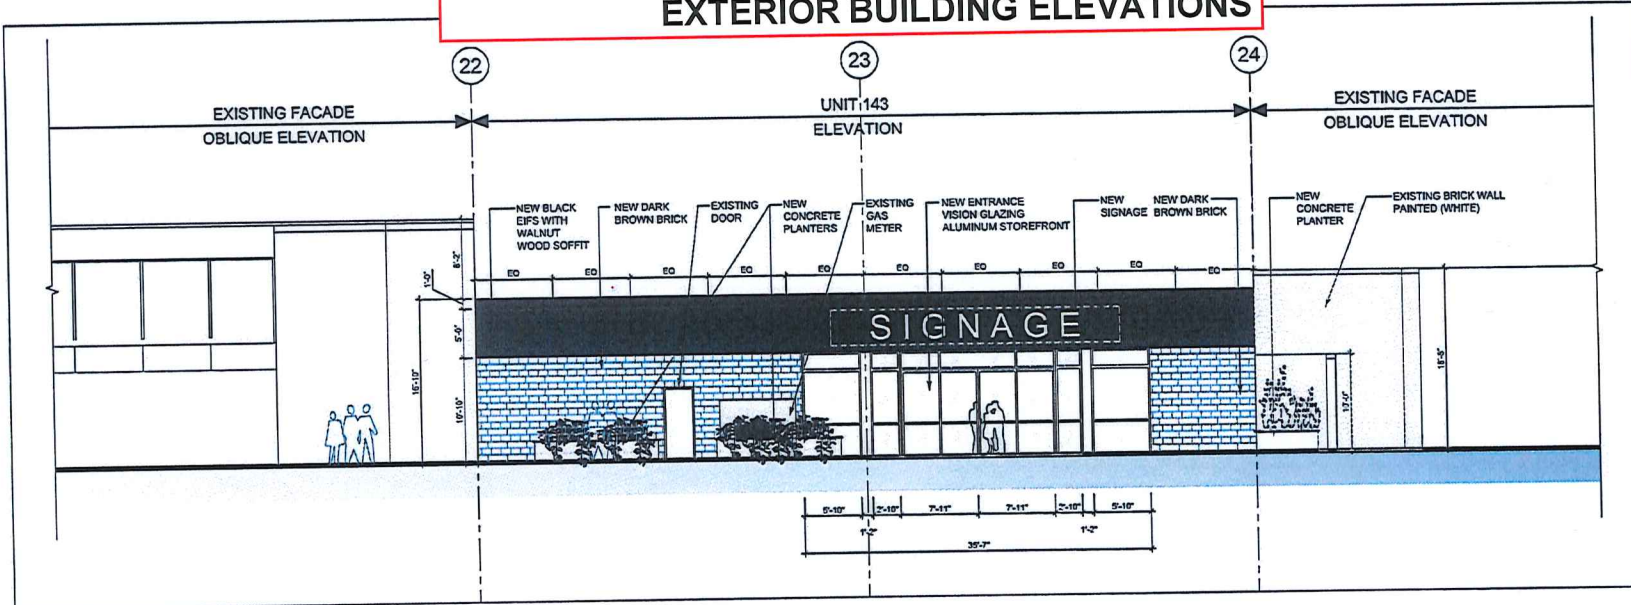 EXTERIOR BUILDING ELEVATIONS
22
23
24
EXISTING FACADE
OBLIQUE ELEVATION
UNIT 143
ELEVATION
EXISTING FACADE
OBLIQUE ELEVATION
NEW BLACK
EIFS WITH
WALNUT
WOOD SOFFIT
NEW DARK
BROWN BRICK
EXISTING
DOOR
NEW
CONCRETE
PLANTERS
EXISTING
GAS
METER
NEW ENTRANCE
VISION GLAZING
ALUMINUM STOREFRONT
NEW
SIGNAGE
NEW DARK
BROWN BRICK
NEW
CONCRETE
PLANTER
EXISTING BRICK WALL
PAINTED (WHITE)
EQ EQ EQ EQ EQ EQ EQ EQ EQ EQ
1'-0"
5'-0"
16'-10"
10'-10"
SIGNAGE
5'-10" 2'-10" 7'-11" 7'-11" 2'-10" 5'-10"
1'-2" 1'-2"
35'-7"